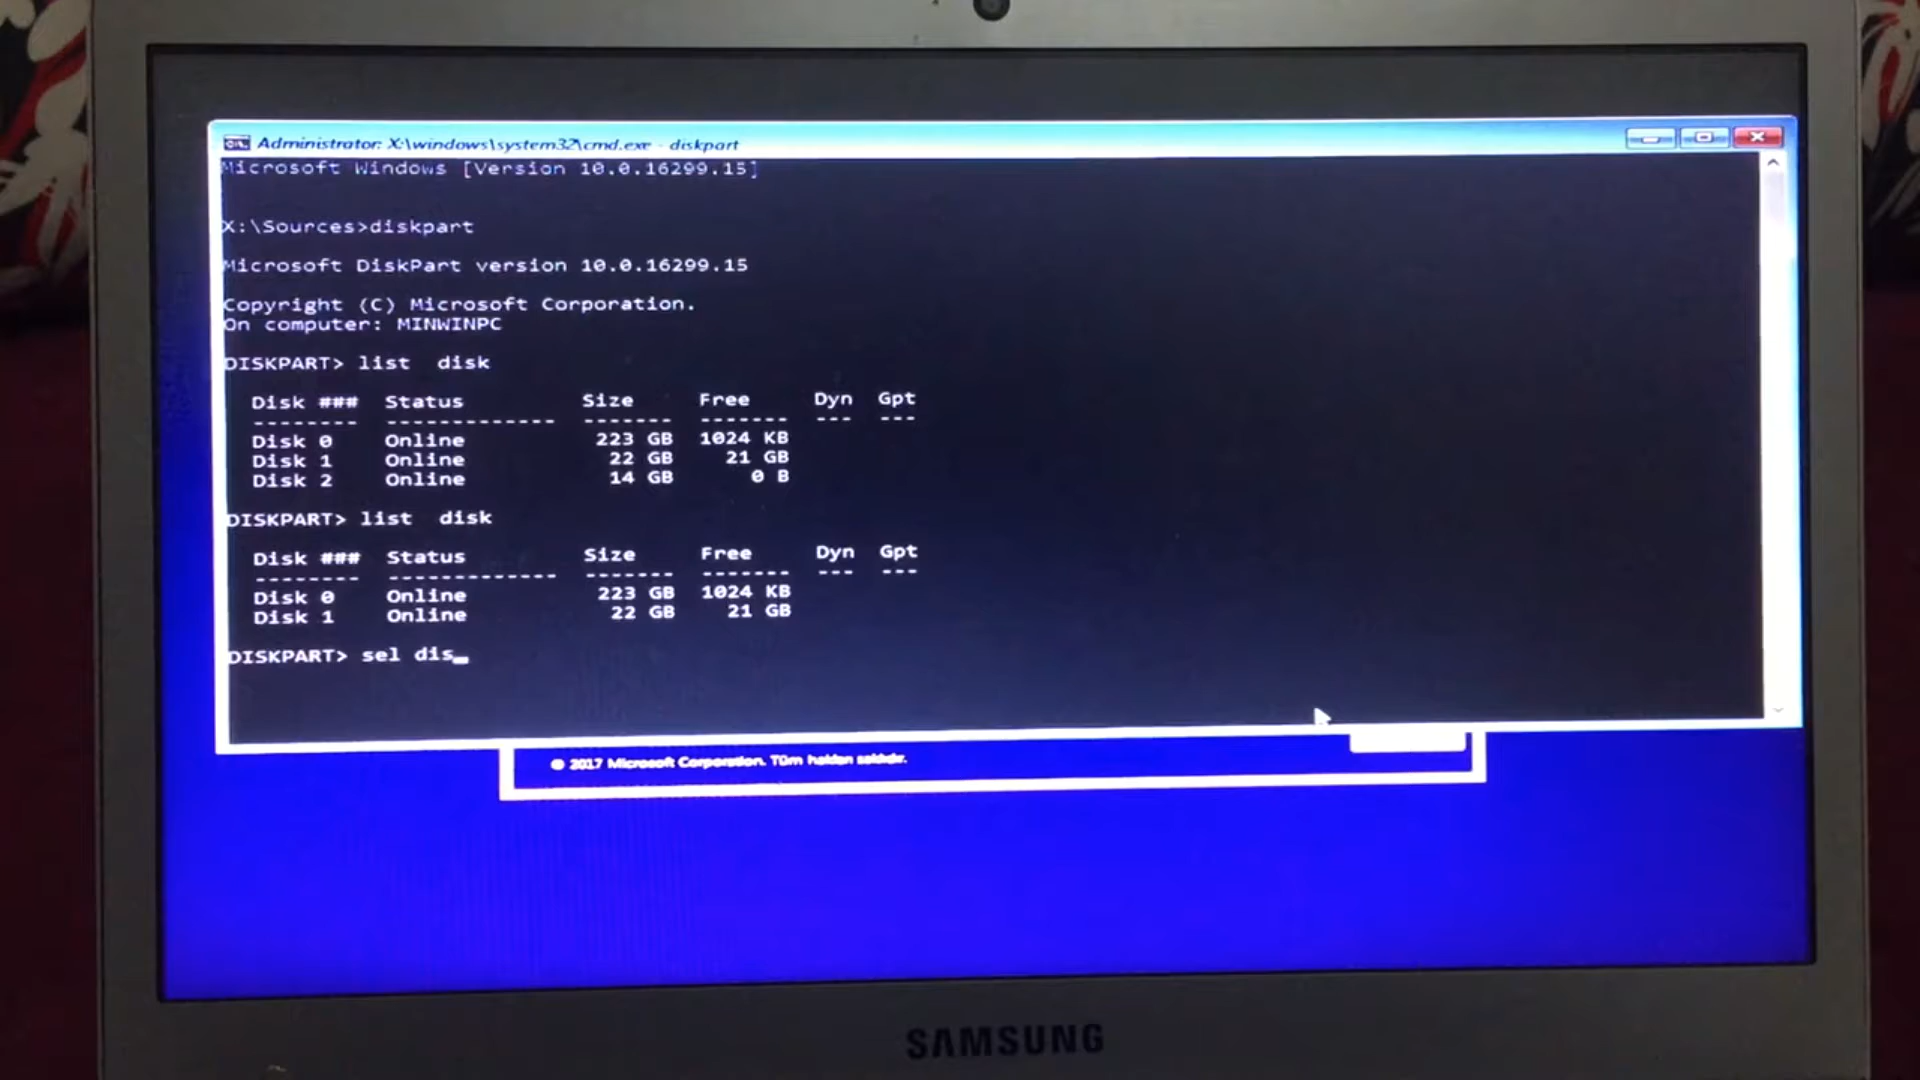 Administrator: X:\windows\system32\cmd.exe - diskpart
Microsoft Windows [Version 10.0.16299.15]
X:\Sources>diskpart
Microsoft DiskPart version 10.0.16299.15
Copyright (C) Microsoft Corporation.
On computer: MINWINPC
DISKPART> list  disk
Disk ###  Status         Size     Free     Dyn  Gpt
--------  -------------  -------  -------  ---  ---
Disk 0    Online          223 GB  1024 KB
Disk 1    Online           22 GB    21 GB
Disk 2    Online           14 GB      0 B
DISKPART> list  disk
Disk ###  Status         Size     Free     Dyn  Gpt
--------  -------------  -------  -------  ---  ---
Disk 0    Online          223 GB  1024 KB
Disk 1    Online           22 GB    21 GB
DISKPART> sel dis_
© 2017 Microsoft Corporation. Tüm hakları saklıdır.
SAMSUNG